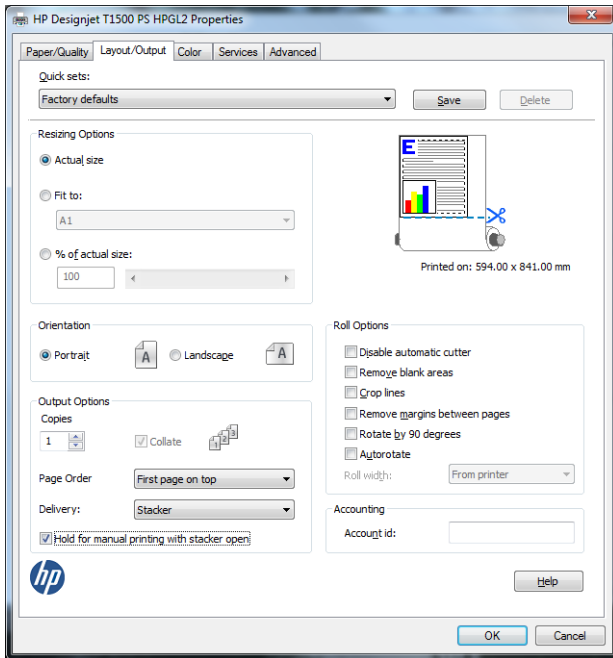 HP Designjet T1500 PS HPGL2 Properties
Paper/Quality Layout/Output Color Services Advanced
Quick sets:
Factory defaults Save Delete
Resizing Options
Actual size
Fit to:
A1
% of actual size:
100
E
Printed on: 594.00 x 841.00 mm
Orientation
Portrait A Landscape A
Roll Options
Disable automatic cutter
Remove blank areas
Crop lines
Remove margins between pages
Rotate by 90 degrees
Autorotate
Roll width: From printer
Output Options
Copies
1 Collate 1 2 3
Page Order First page on top
Delivery: Stacker
Hold for manual printing with stacker open
Accounting
Account id:
hp
Help
OK Cancel